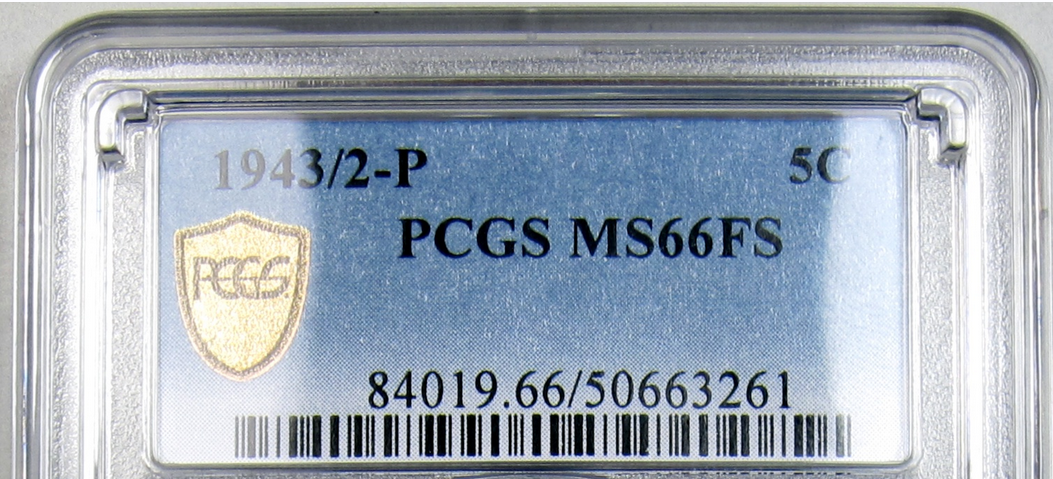 1943/2-P 5C
PCGS MS66FS
PCGS
84019.66/50663261